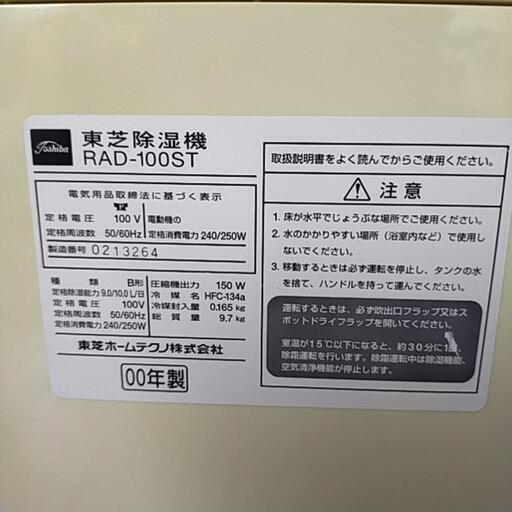 Toshiba
東芝除湿機
RAD-100ST
電気用品取締法に基づく表示
定格電圧 100 V 電動機の
定格周波数 50/60Hz 定格消費電力 240/250W
製造番号 0213264
種類 B形 圧縮機出力 150 W
定格除湿能力 9.0/10.0 L/日 冷媒名 HFC-134a
定格電圧 100V 冷媒封入量 0.165 kg
定格周波数 50/60Hz 総質量 9.7 kg
定格消費電力 240/250W
東芝ホームテクノ株式会社
00年製
取扱説明書をよく読んでからご使用ください。
注意
1. 床が水平でじょうぶな場所でご使用ください。
2. 水のかかりやすい場所（浴室内など）で使用し
ないでください。
3. 移動するときは必ず運転を停止し、タンクの水
を捨て、ハンドルを持って運んでください。
運転するときは、必ず吹出口フラップ又はス
ポットドライフラップを開けてください。
室温が15℃以下になると、約30分に1回、
除霜運転を行います。除霜運転中は除湿機能、
空気清浄機能が停止します。